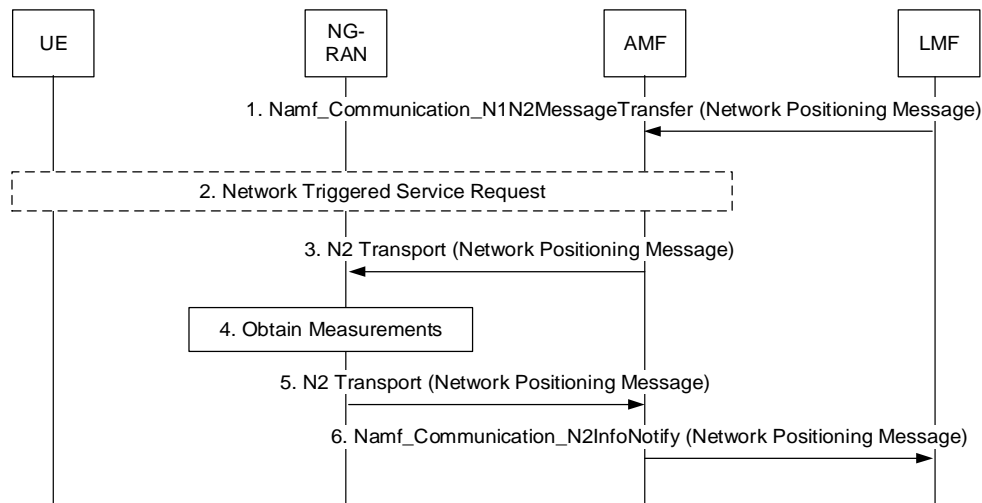 UE
NG-
RAN
AMF
LMF
1. Namf_Communication_N1N2MessageTransfer (Network Positioning Message)
2. Network Triggered Service Request
3. N2 Transport (Network Positioning Message)
4. Obtain Measurements
5. N2 Transport (Network Positioning Message)
6. Namf_Communication_N2InfoNotify (Network Positioning Message)